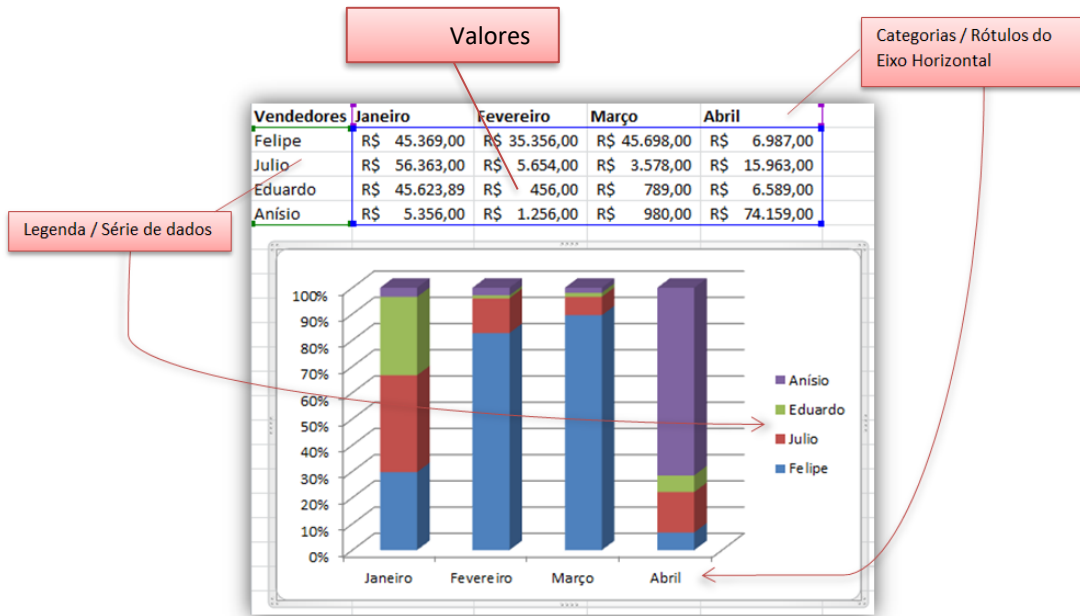 Valores
Categorias / Rótulos do
Eixo Horizontal
Vendedores Janeiro Fevereiro Março Abril
Felipe R$ 45.369,00 R$ 35.356,00 R$ 45.698,00 R$ 6.987,00
Julio R$ 56.363,00 R$ 5.654,00 R$ 3.578,00 R$ 15.963,00
Eduardo R$ 45.623,89 R$ 456,00 R$ 789,00 R$ 6.589,00
Anísio R$ 5.356,00 R$ 1.256,00 R$ 980,00 R$ 74.159,00
Legenda / Série de dados
100%
90%
80%
70%
60%
50%
40%
30%
20%
10%
0%
Janeiro Fevereiro Março Abril
Anísio
Eduardo
Julio
Felipe